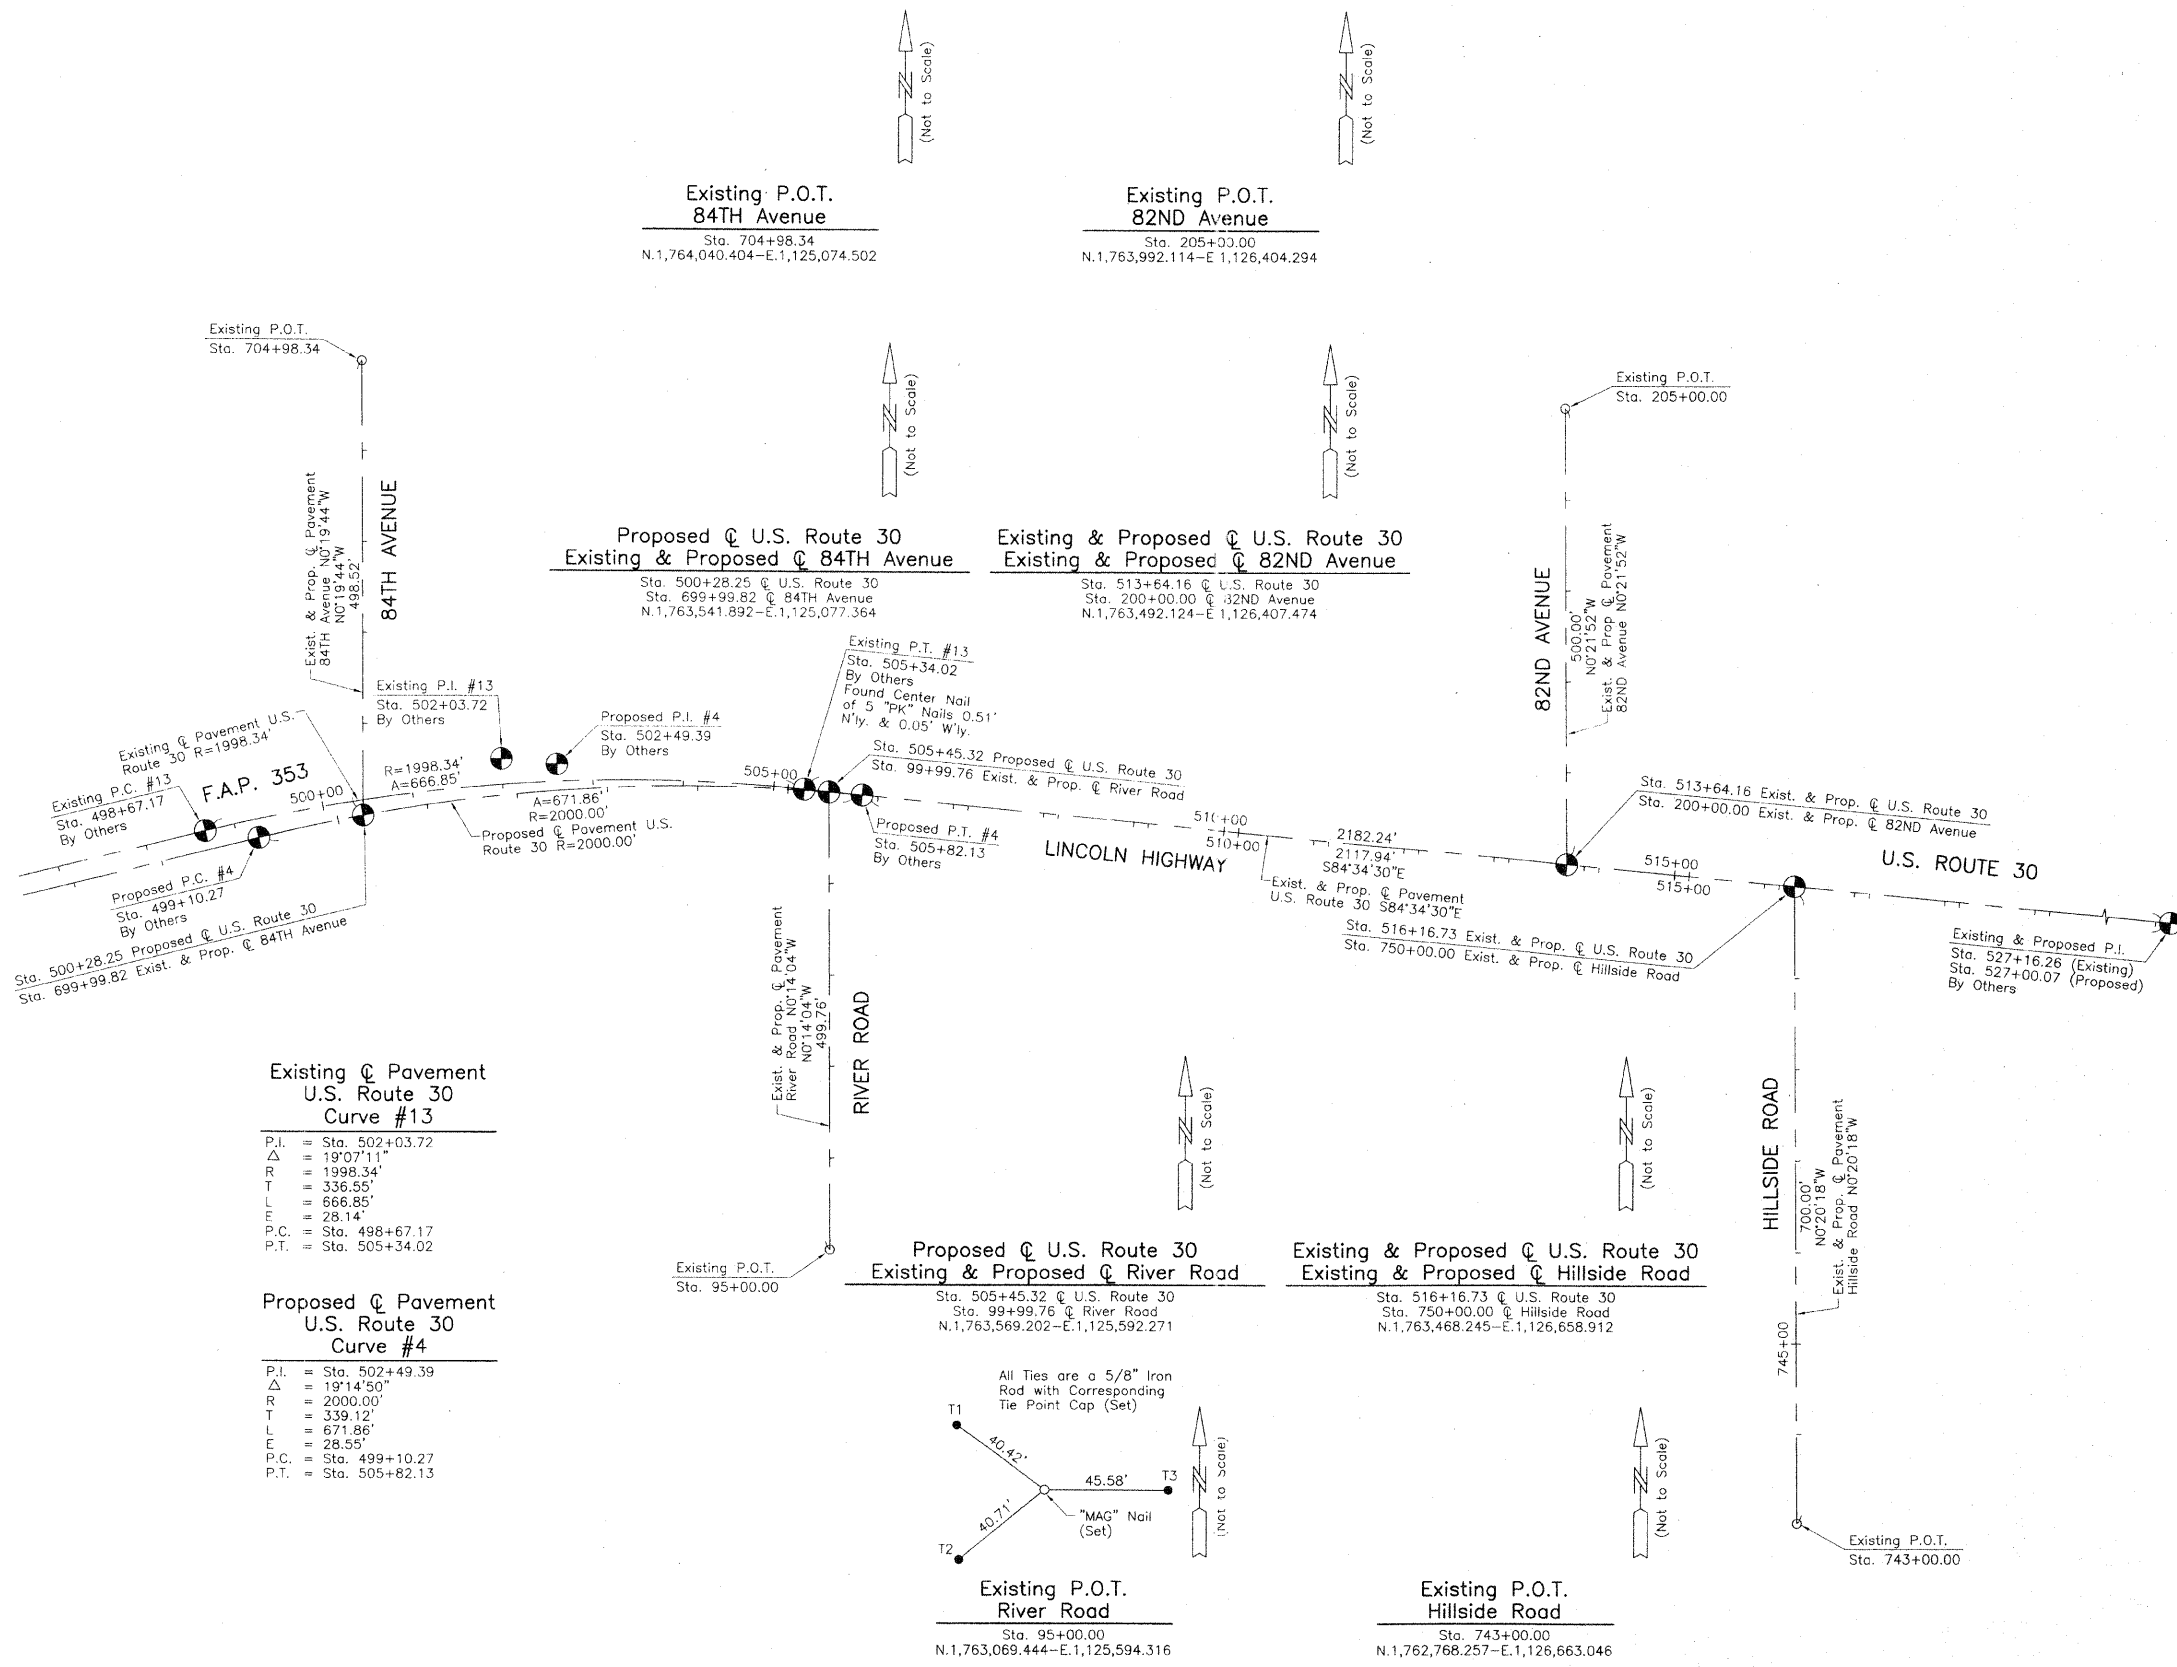 (Not to Scale)
(Not to Scale)
Existing P.O.T.
84TH Avenue
Sta. 704+98.34
N.1,764,040.404-E.1,125,074.502
Existing P.O.T.
82ND Avenue
Sta. 205+00.00
N.1,763,992.114-E 1,126,404.294
Existing P.O.T.
Sta. 704+98.34
(Not to Scale)
(Not to Scale)
Existing P.O.T.
Sta. 205+00.00
Exist. & Prop. ℄ Pavement
84TH Avenue N0°19'44"W
N0°19'44"W
498.52'
84TH AVENUE
Proposed ℄ U.S. Route 30
Existing & Proposed ℄ 84TH Avenue
Sta. 500+28.25 ℄ U.S. Route 30
Sta. 699+99.82 ℄ 84TH Avenue
N.1,763,541.892-E.1,125,077.364
Existing & Proposed ℄ U.S. Route 30
Existing & Proposed ℄ 82ND Avenue
Sta. 513+64.16 ℄ U.S. Route 30
Sta. 200+00.00 ℄ 82ND Avenue
N.1,763,492.124-E 1,126,407.474
82ND AVENUE
500.00'
N0°21'52"W
Exist. & Prop ℄ Pavement
82ND Avenue N0°21'52"W
Existing P.T. #13
Sta. 505+34.02
By Others
Found Center Nail
of 5 "PK" Nails 0.51'
N'ly. & 0.05' W'ly.
Existing P.I. #13
Sta. 502+03.72
By Others
Proposed P.I. #4
Sta. 502+49.39
By Others
Existing ℄ Pavement U.S.
Route 30 R=1998.34'
Existing P.C. #13
Sta. 498+67.17
By Others
F.A.P. 353
500+00
R=1998.34'
A=666.85'
A=671.86'
R=2000.00'
Proposed ℄ Pavement U.S.
Route 30 R=2000.00'
505+00
Sta. 505+45.32 Proposed ℄ U.S. Route 30
Sta. 99+99.76 Exist. & Prop. ℄ River Road
Proposed P.T. #4
Sta. 505+82.13
By Others
LINCOLN HIGHWAY
510+00
510+00
2182.24'
2117.94'
S84°34'30"E
Exist. & Prop. ℄ Pavement
U.S. Route 30 S84°34'30"E
Sta. 513+64.16 Exist. & Prop. ℄ U.S. Route 30
Sta. 200+00.00 Exist. & Prop. ℄ 82ND Avenue
515+00
515+00
U.S. ROUTE 30
Proposed P.C. #4
Sta. 499+10.27
By Others
Sta. 500+28.25 Proposed ℄ U.S. Route 30
Sta. 699+99.82 Exist. & Prop. ℄ 84TH Avenue
Sta. 516+16.73 Exist. & Prop. ℄ U.S. Route 30
Sta. 750+00.00 Exist. & Prop. ℄ Hillside Road
Existing & Proposed P.I.
Sta. 527+16.26 (Existing)
Sta. 527+00.07 (Proposed)
By Others
Exist. & Prop. ℄ Pavement
River Road N0°14'04"W
N0°14'04"W
499.76'
RIVER ROAD
Existing ℄ Pavement
U.S. Route 30
Curve #13
P.I. = Sta. 502+03.72
△ = 19°07'11"
R = 1998.34'
T = 336.55'
L = 666.85'
E = 28.14'
P.C. = Sta. 498+67.17
P.T. = Sta. 505+34.02
(Not to Scale)
(Not to Scale)
HILLSIDE ROAD
700.00'
N0°20'18"W
Exist. & Prop. ℄ Pavement
Hillside Road N0°20'18"W
745+00
Existing P.O.T.
Sta. 95+00.00
Proposed ℄ U.S. Route 30
Existing & Proposed ℄ River Road
Sta. 505+45.32 ℄ U.S. Route 30
Sta. 99+99.76 ℄ River Road
N.1,763,569.202-E.1,125,592.271
Existing & Proposed ℄ U.S. Route 30
Existing & Proposed ℄ Hillside Road
Sta. 516+16.73 ℄ U.S. Route 30
Sta. 750+00.00 ℄ Hillside Road
N.1,763,468.245-E.1,126,658.912
Proposed ℄ Pavement
U.S. Route 30
Curve #4
P.I. = Sta. 502+49.39
△ = 19°14'50"
R = 2000.00'
T = 339.12'
L = 671.86'
E = 28.55'
P.C. = Sta. 499+10.27
P.T. = Sta. 505+82.13
All Ties are a 5/8" Iron
Rod with Corresponding
Tie Point Cap (Set)
T1
40.42'
45.58'
T3
40.71'
"MAG" Nail
(Set)
T2
(Not to Scale)
(Not to Scale)
Existing P.O.T.
Sta. 743+00.00
Existing P.O.T.
River Road
Sta. 95+00.00
N.1,763,069.444-E.1,125,594.316
Existing P.O.T.
Hillside Road
Sta. 743+00.00
N.1,762,768.257-E.1,126,663.046